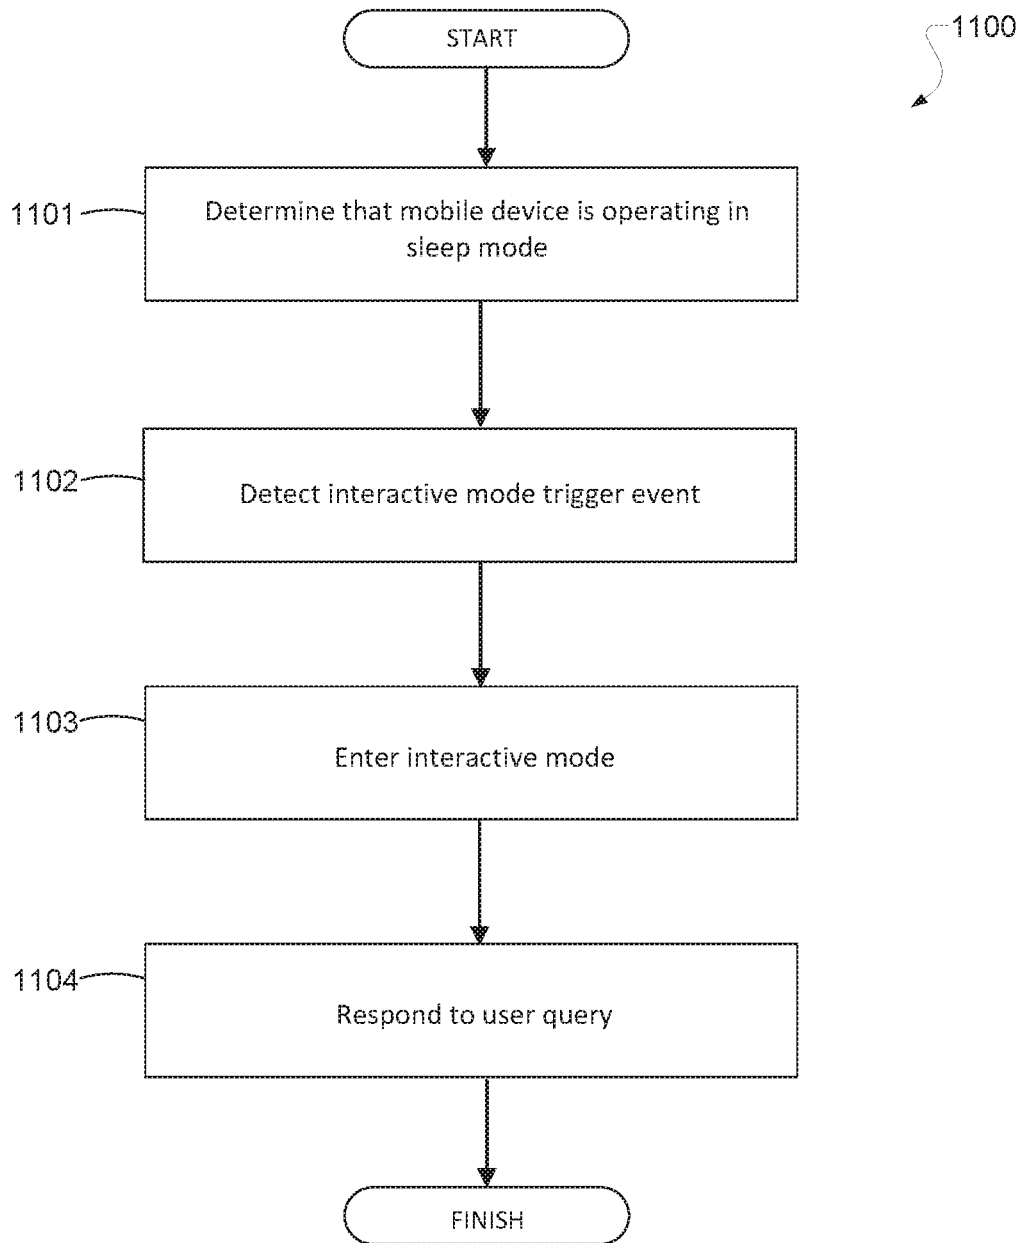 START
1100
1101
Determine that mobile device is operating in
sleep mode
1102
Detect interactive mode trigger event
1103
Enter interactive mode
1104
Respond to user query
FINISH